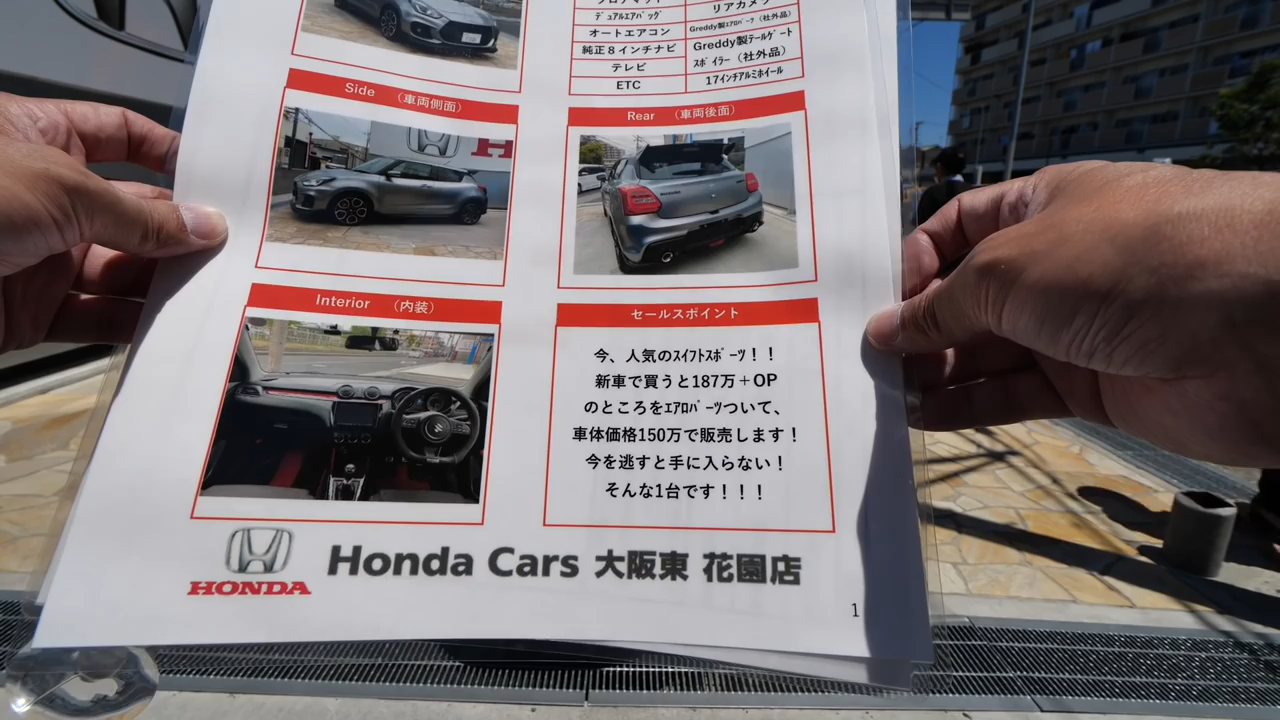 リアカメラ
デュアルエアバッグ
Greddy製エアロパーツ（社外品）
オートエアコン
Greddy製テールゲート
純正８インチナビ
スポイラー（社外品）
テレビ
17インチアルミホイール
ETC
Side （車両側面）
Rear （車両後面）
H
Interior （内装）
セールスポイント
今、人気のｽｲﾌﾄｽﾎﾟｰﾂ！！
新車で買うと187万＋OP
のところをｴｱﾛﾊﾟｰﾂついて、
車体価格150万で販売します！
今を逃すと手に入らない！
そんな1台です！！！
HONDA
Honda Cars 大阪東 花園店
1